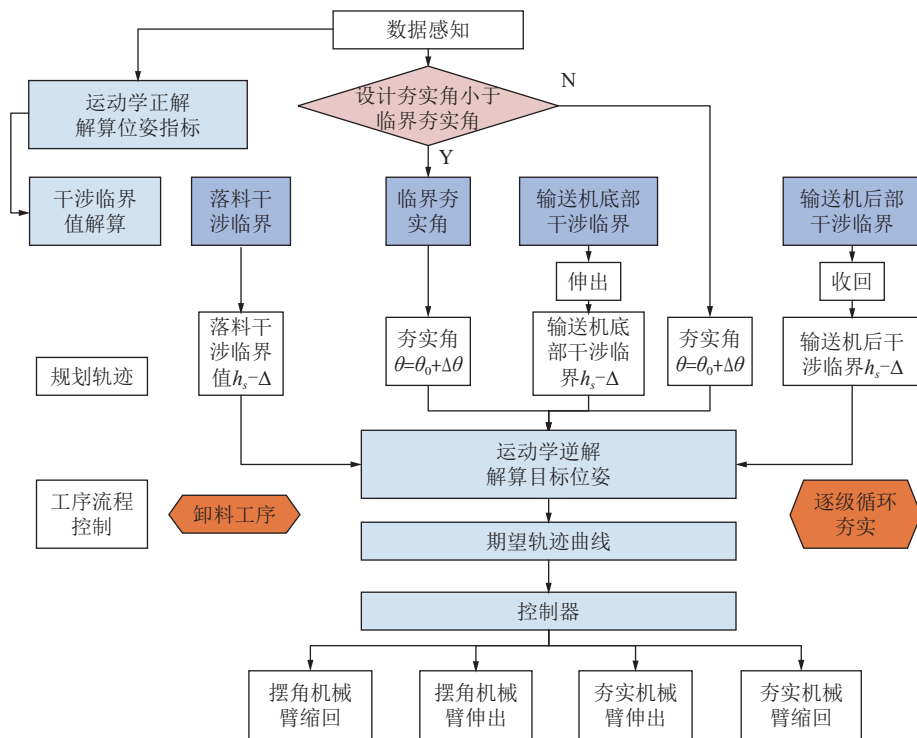 数据感知
运动学正解
解算位姿指标
设计夯实角小于
临界夯实角
N
Y
干涉临界
值解算
落料干
涉临界
临界夯
实角
输送机底部
干涉临界
输送机后部
干涉临界
伸出
收回
规划轨迹
落料干
涉临界
值hₛ−Δ
夯实角
θ=θ₀+Δθ
输送机底
部干涉临
界hₛ−Δ
夯实角
θ=θ₀+Δθ
输送机后干
涉临界hₛ−Δ
运动学逆解
解算目标位姿
工序流程
控制
卸料工序
逐级循环
夯实
期望轨迹曲线
控制器
摆角机械
臂缩回
摆角机械
臂伸出
夯实机械
臂伸出
夯实机械
臂缩回